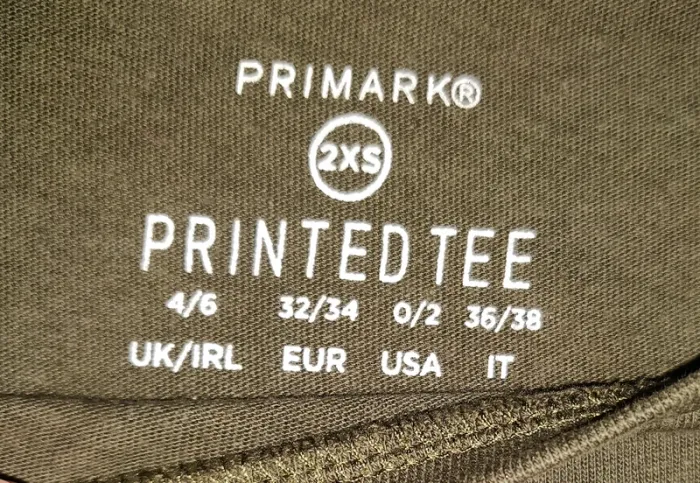 PRIMARK®
2XS
PRINTED TEE
4/6 32/34 0/2 36/38
UK/IRL EUR USA IT